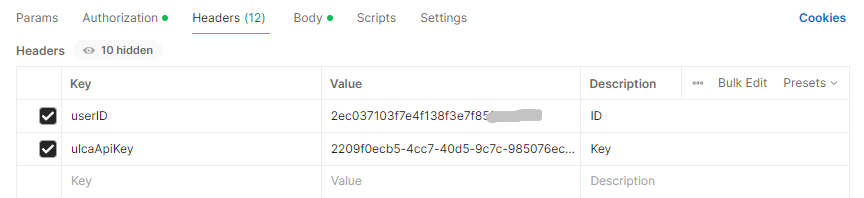 Params Authorization Headers (12) Body Scripts Settings Cookies
Headers 10 hidden
Key Value Description ••• Bulk Edit Presets
userID 2ec037103f7e4f138f3e7f85 ID
ulcaApiKey 2209f0ecb5-4cc7-40d5-9c7c-985076ec... Key
Key Value Description